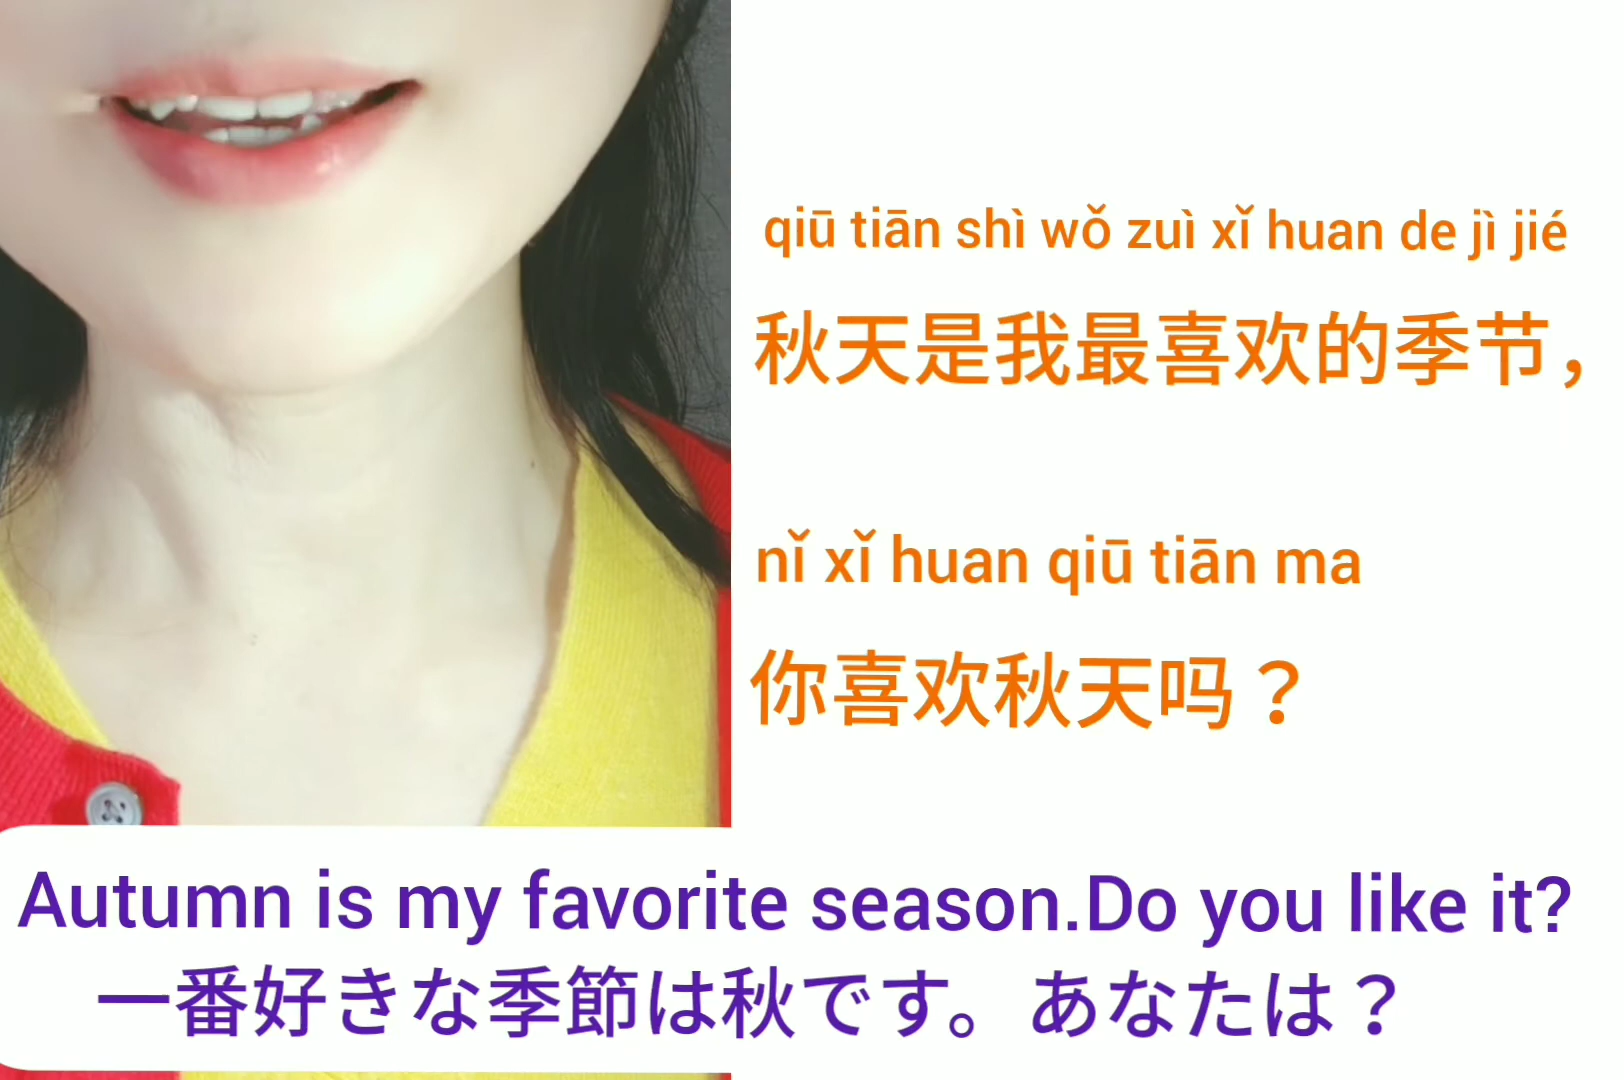 qiū tiān shì wǒ zuì xǐ huan de jì jié
秋天是我最喜欢的季节，
nǐ xǐ huan qiū tiān ma
你喜欢秋天吗？
Autumn is my favorite season.Do you like it?
一番好きな季節は秋です。あなたは？